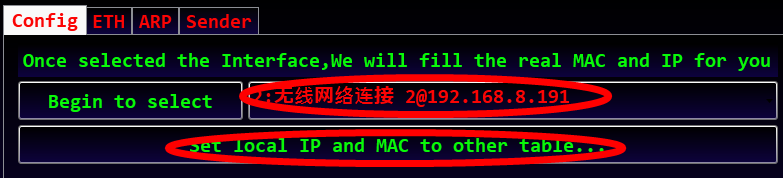 Config ETH ARP Sender
Once selected the Interface,We will fill the real MAC and IP for you
Begin to select 2:无线网络连接 2@192.168.8.191
Set local IP and MAC to other table...